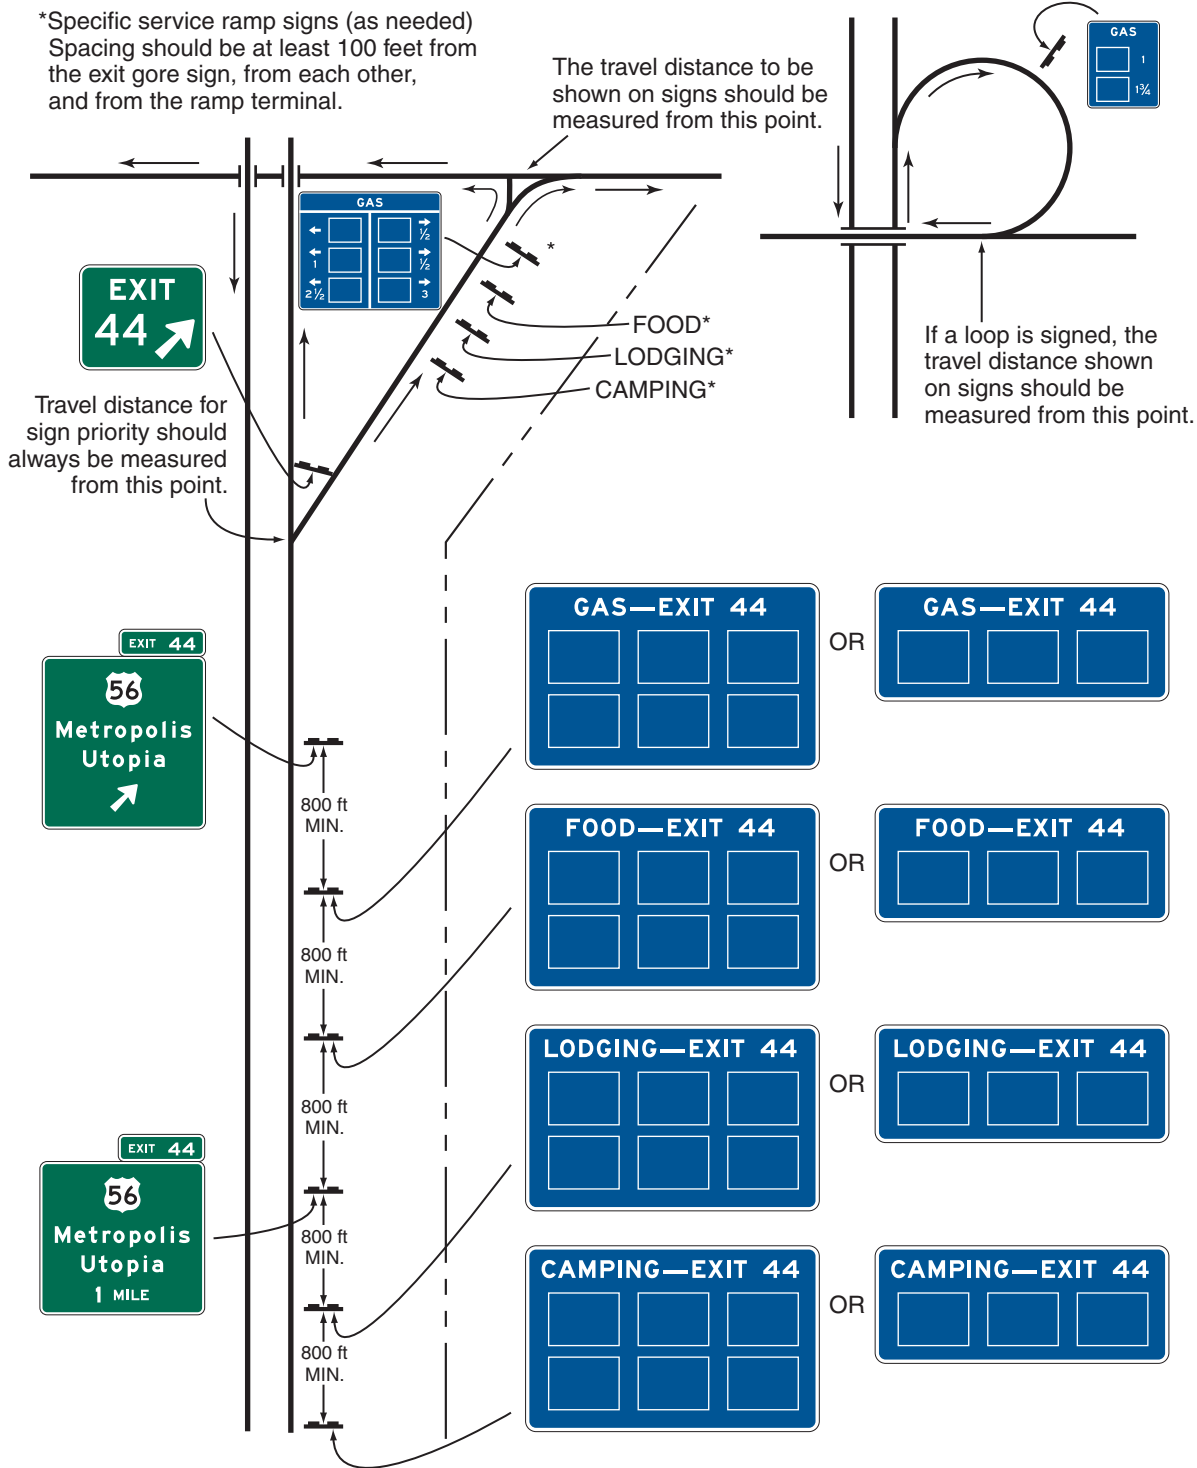 *Specific service ramp signs (as needed)
Spacing should be at least 100 feet from
the exit gore sign, from each other,
and from the ramp terminal.
The travel distance to be
shown on signs should be
measured from this point.
GAS
1
1¾
GAS
← → ½
← 1 → ½
← 2½ → 3
*
EXIT
44
FOOD*
LODGING*
CAMPING*
If a loop is signed, the
travel distance shown
on signs should be
measured from this point.
Travel distance for
sign priority should
always be measured
from this point.
EXIT 44
56
Metropolis
Utopia
800 ft
MIN.
800 ft
MIN.
800 ft
MIN.
800 ft
MIN.
800 ft
MIN.
EXIT 44
56
Metropolis
Utopia
1 MILE
GAS—EXIT 44
OR
GAS—EXIT 44
FOOD—EXIT 44
OR
FOOD—EXIT 44
LODGING—EXIT 44
OR
LODGING—EXIT 44
CAMPING—EXIT 44
OR
CAMPING—EXIT 44